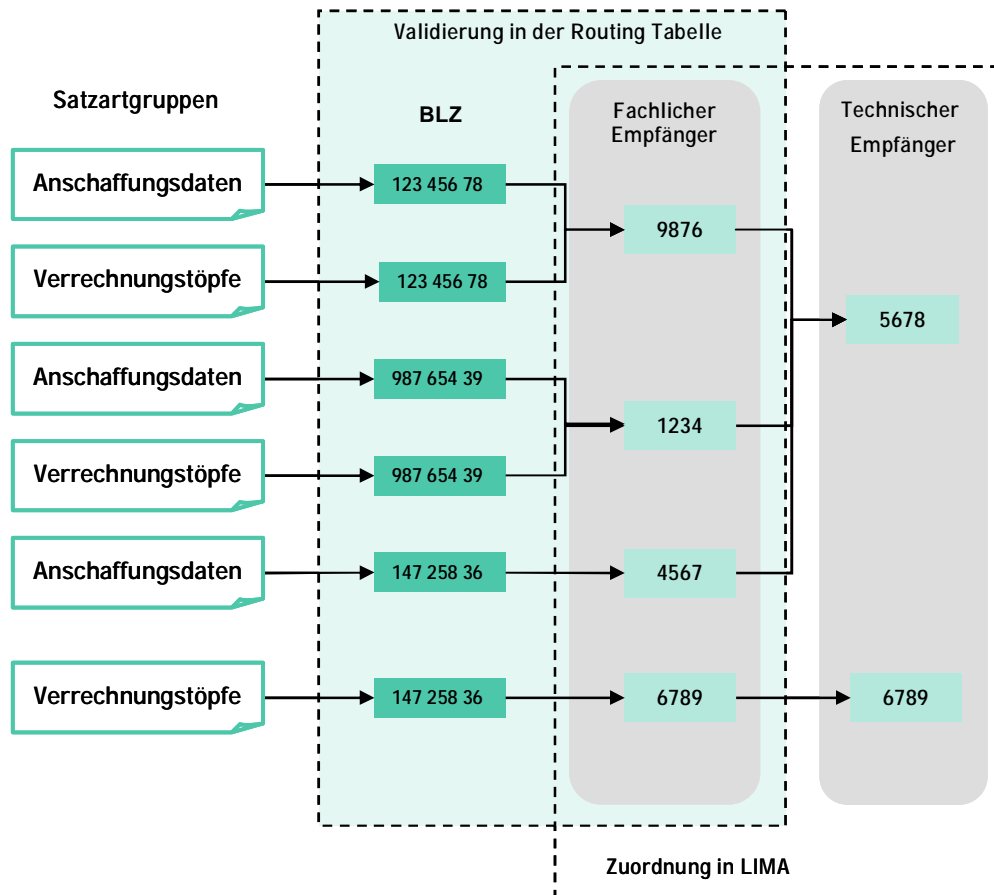 Validierung in der Routing Tabelle
Satzartgruppen
BLZ
Fachlicher
Empfänger
Technischer
Empfänger
Anschaffungsdaten
123 456 78
9876
Verrechnungstöpfe
123 456 78
5678
Anschaffungsdaten
987 654 39
1234
Verrechnungstöpfe
987 654 39
Anschaffungsdaten
147 258 36
4567
Verrechnungstöpfe
147 258 36
6789
6789
Zuordnung in LIMA